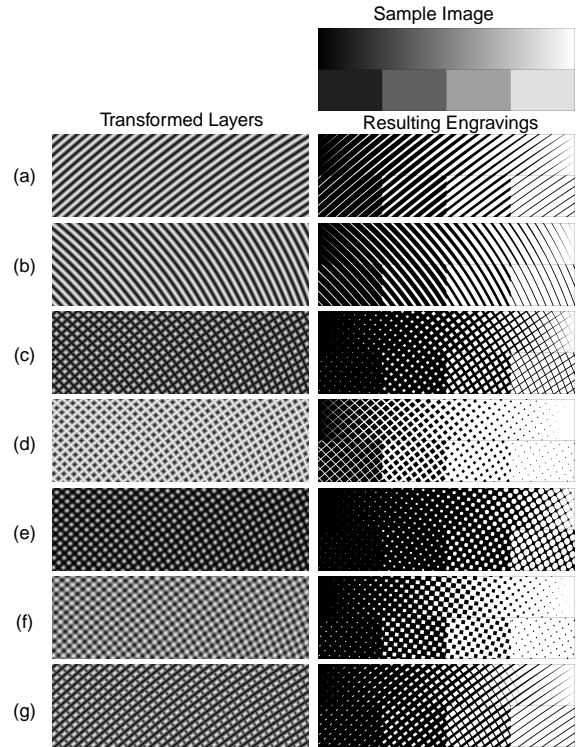 Sample Image
Transformed Layers
Resulting Engravings
(a)
(b)
(c)
(d)
(e)
(f)
(g)